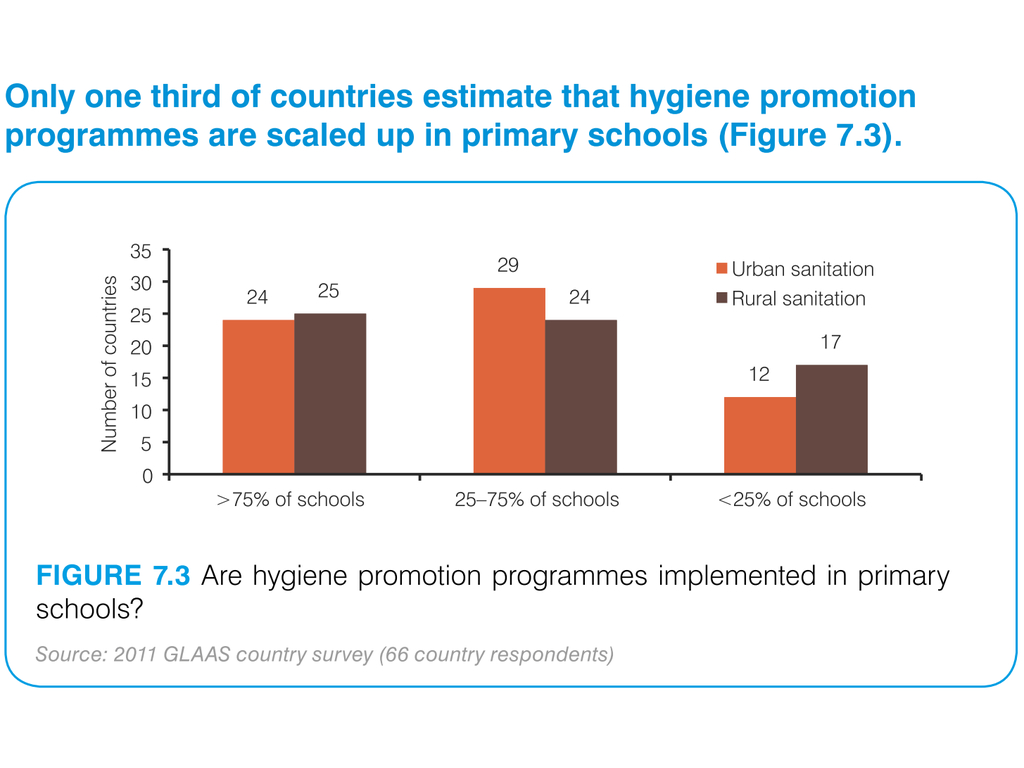 Only one third of countries estimate that hygiene promotion
programmes are scaled up in primary schools (Figure 7.3).
35
30
25
20
15
10
5
0
Number of countries
24
25
29
24
12
17
Urban sanitation
Rural sanitation
>75% of schools
25–75% of schools
<25% of schools
FIGURE 7.3 Are hygiene promotion programmes implemented in primary
schools?
Source: 2011 GLAAS country survey (66 country respondents)